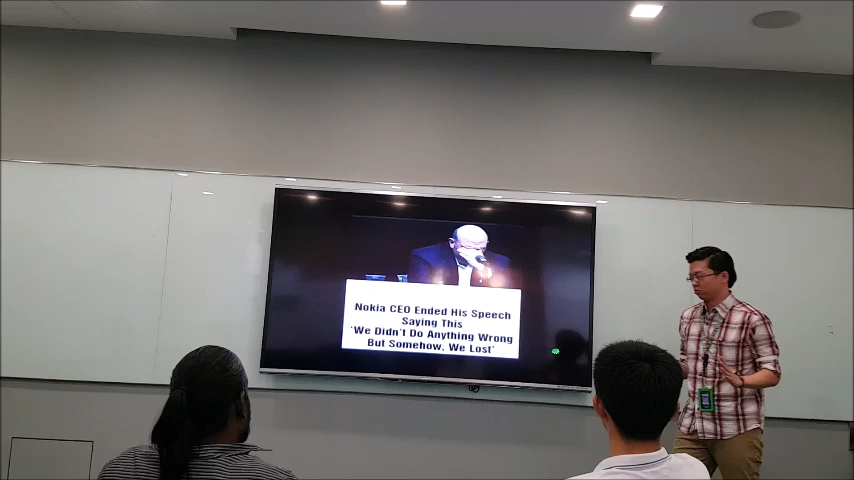 Nokia CEO Ended His Speech
Saying This
'We Didn't Do Anything Wrong
But Somehow, We Lost'